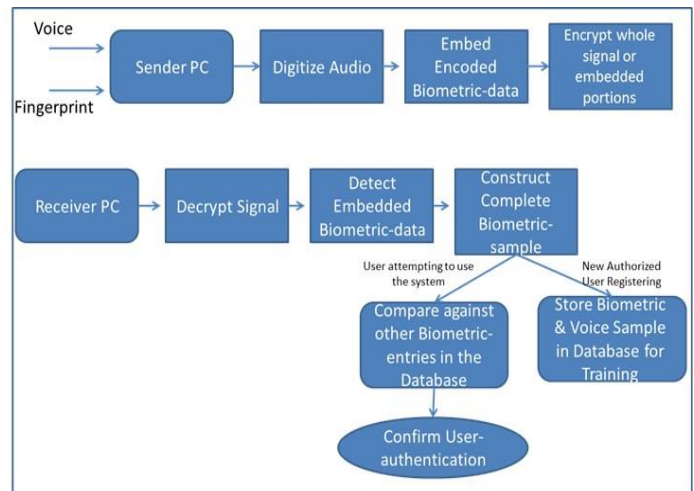 Voice
Fingerprint
Sender PC
Digitize Audio
Embed
Encoded
Biometric-data
Encrypt whole
signal or
embedded
portions
Receiver PC
Decrypt Signal
Detect
Embedded
Biometric-data
Construct
Complete
Biometric-
sample
User attempting to use
the system
New Authorized
User Registering
Compare against
other Biometric-
entries in the
Database
Store Biometric
& Voice Sample
in Database for
Training
Confirm User-
authentication